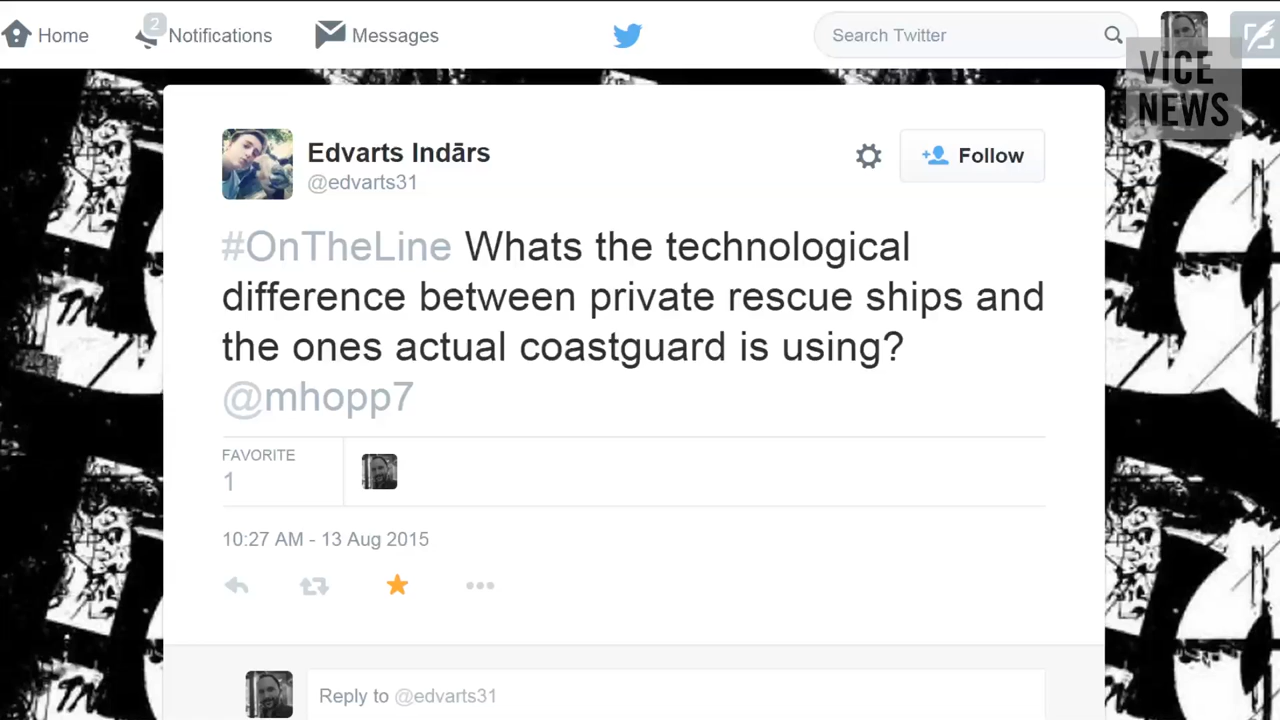 Home
2
Notifications
Messages
Search Twitter
VICE
NEWS
Edvarts Indārs
@edvarts31
Follow
#OnTheLine Whats the technological
difference between private rescue ships and
the ones actual coastguard is using?
@mhopp7
FAVORITE
1
10:27 AM - 13 Aug 2015
Reply to @edvarts31